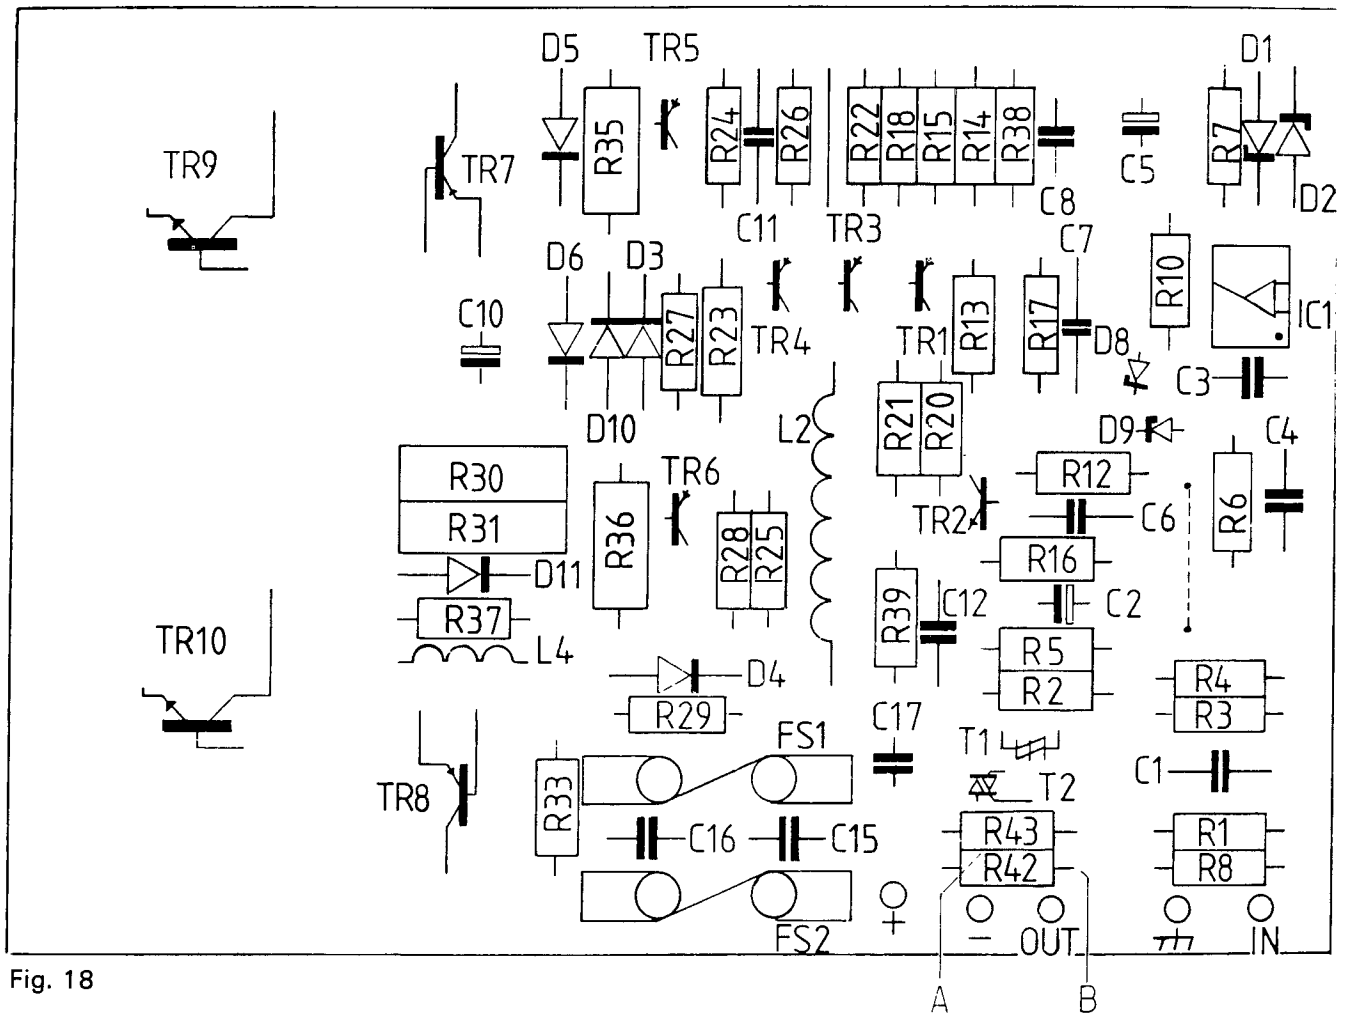 D5
TR5
D1
TR9
TR7
R35
R24
R26
R22
R18
R15
R14
R38
R7
C5
C11
TR3
C8
D2
D6
D3
C7
C10
R27
R23
TR4
TR1
R13
R17
D8
R10
IC1
C3
D10
L2
R21
R20
D9
C4
R30
R31
TR6
R12
TR2
C6
R6
R36
R28
R25
R16
D11
R37
R39
C12
C2
TR10
L4
R5
R2
R4
R3
D4
R29
C17
FS1
T1
T2
C1
TR8
R33
C16
C15
R43
R42
R1
R8
FS2
+
−
OUT
IN
Fig. 18
A
B